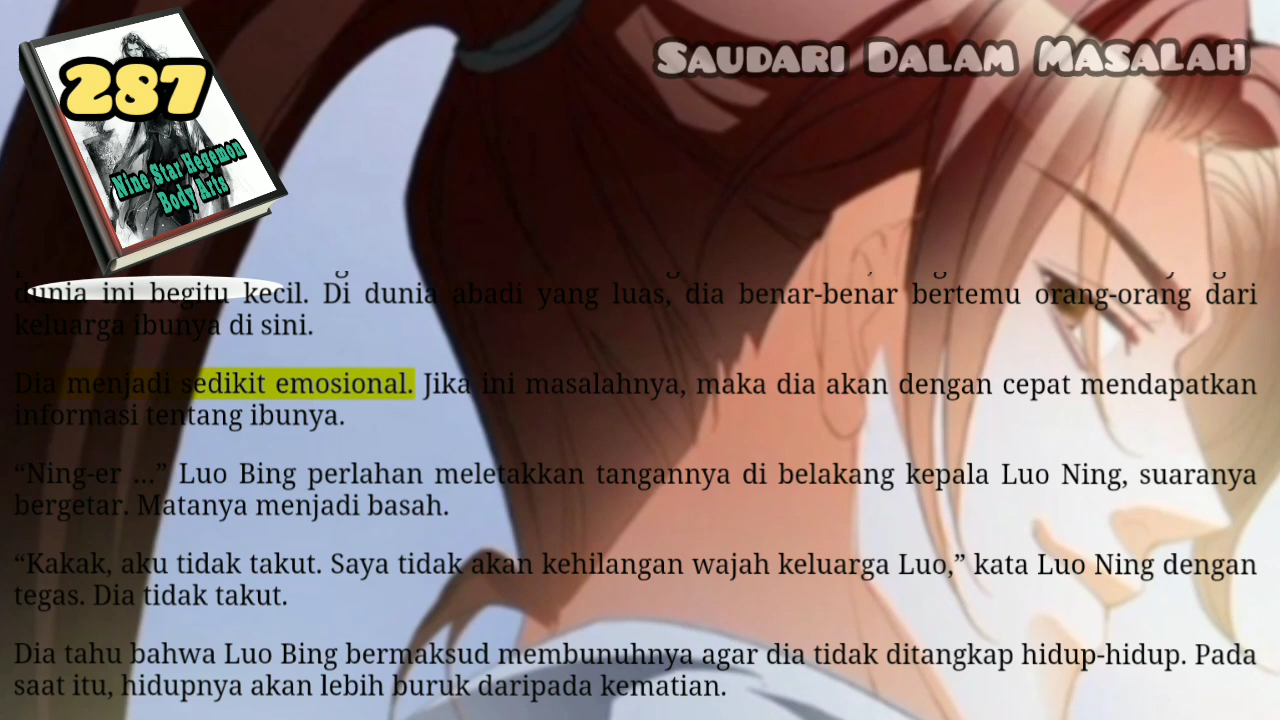 287
Nine Star Hegemon
Body Arts
Saudari Dalam Masalah
dunia ini begitu kecil. Di dunia abadi yang luas, dia benar-benar bertemu orang-orang dari
keluarga ibunya di sini.
Dia menjadi sedikit emosional. Jika ini masalahnya, maka dia akan dengan cepat mendapatkan
informasi tentang ibunya.
“Ning-er ...” Luo Bing perlahan meletakkan tangannya di belakang kepala Luo Ning, suaranya
bergetar. Matanya menjadi basah.
“Kakak, aku tidak takut. Saya tidak akan kehilangan wajah keluarga Luo,” kata Luo Ning dengan
tegas. Dia tidak takut.
Dia tahu bahwa Luo Bing bermaksud membunuhnya agar dia tidak ditangkap hidup-hidup. Pada
saat itu, hidupnya akan lebih buruk daripada kematian.